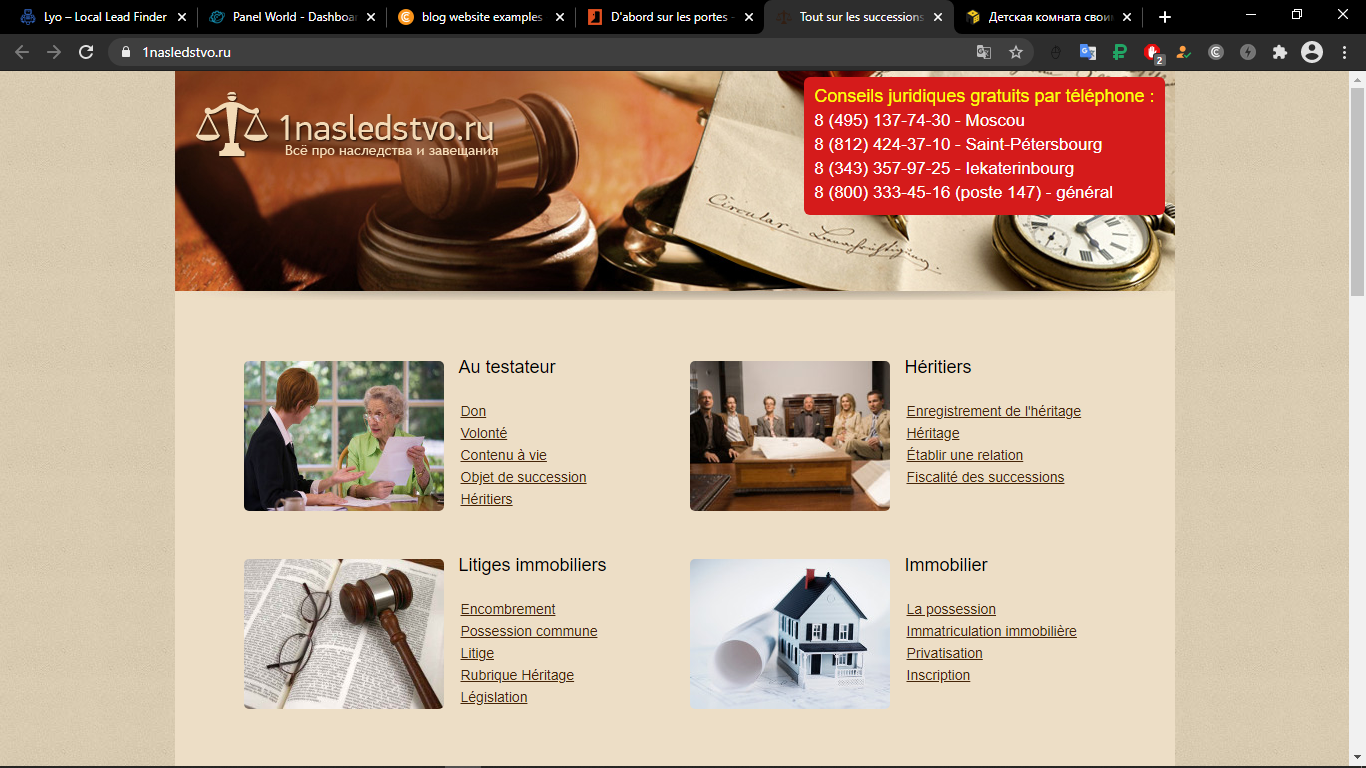 Lyo – Local Lead Finder
Panel World - Dashboar
blog website examples
D'abord sur les portes -
Tout sur les successions
Детская комната свои
1nasledstvo.ru
2
1nasledstvo.ru
Всё про наследства и завещания
Conseils juridiques gratuits par téléphone :
8 (495) 137-74-30 - Moscou
8 (812) 424-37-10 - Saint-Pétersbourg
8 (343) 357-97-25 - Iekaterinbourg
8 (800) 333-45-16 (poste 147) - général
Circular-
Au testateur
Don
Volonté
Contenu à vie
Objet de succession
Héritiers
Héritiers
Enregistrement de l'héritage
Héritage
Établir une relation
Fiscalité des successions
Litiges immobiliers
Encombrement
Possession commune
Litige
Rubrique Héritage
Législation
Immobilier
La possession
Immatriculation immobilière
Privatisation
Inscription